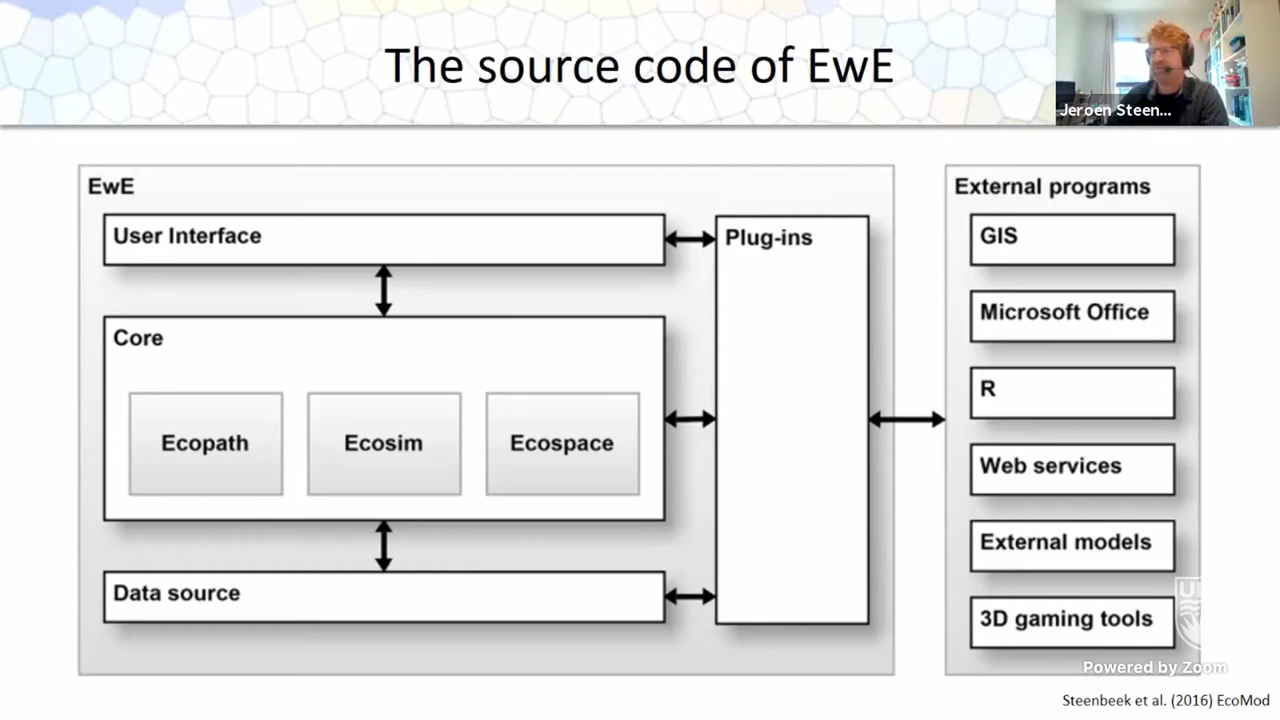 The source code of EwE
Jeroen Steen...
EwE
User Interface
Plug-ins
Core
Ecopath
Ecosim
Ecospace
Data source
External programs
GIS
Microsoft Office
R
Web services
External models
3D gaming tools
Powered by Zoom
Steenbeek et al. (2016) EcoMod